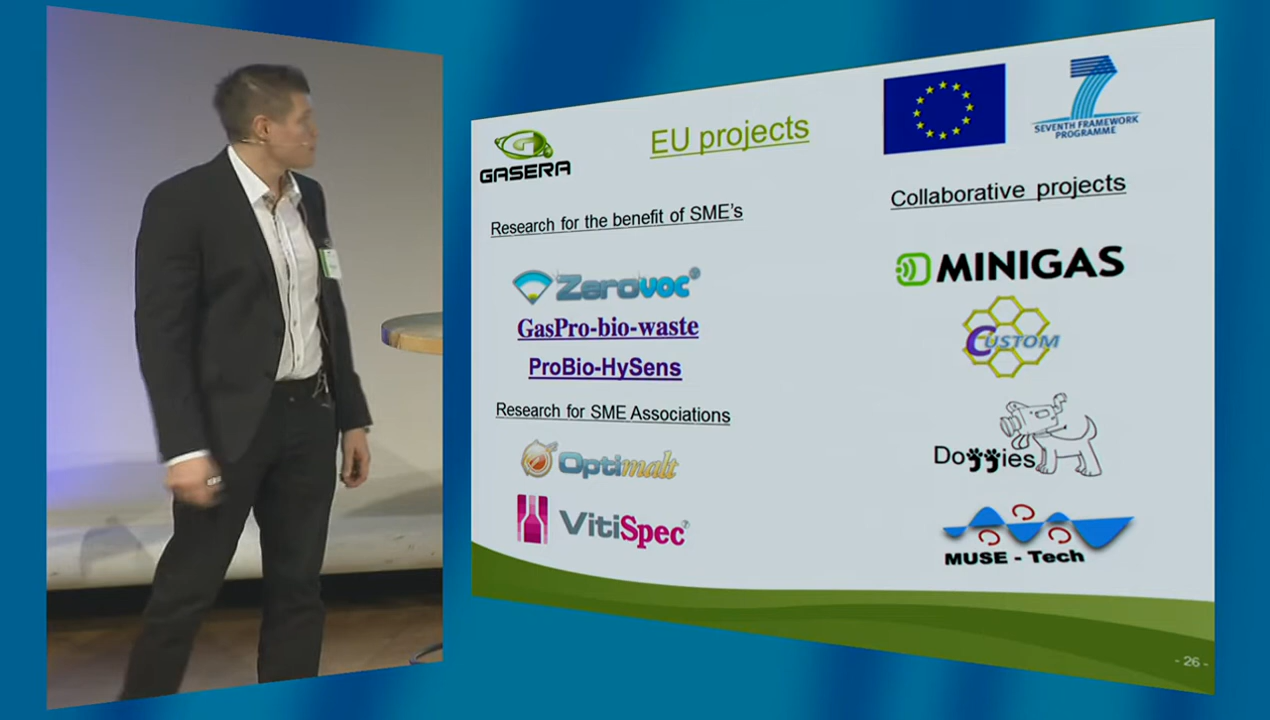 GASERA
EU projects
SEVENTH FRAMEWORK
PROGRAMME
Research for the benefit of SME's
Zerovoc
GasPro-bio-waste
ProBio-HySens
Research for SME Associations
Optimalt
VitiSpec
Collaborative projects
MINIGAS
CUSTOM
Doggies
MUSE - Tech
- 26 -